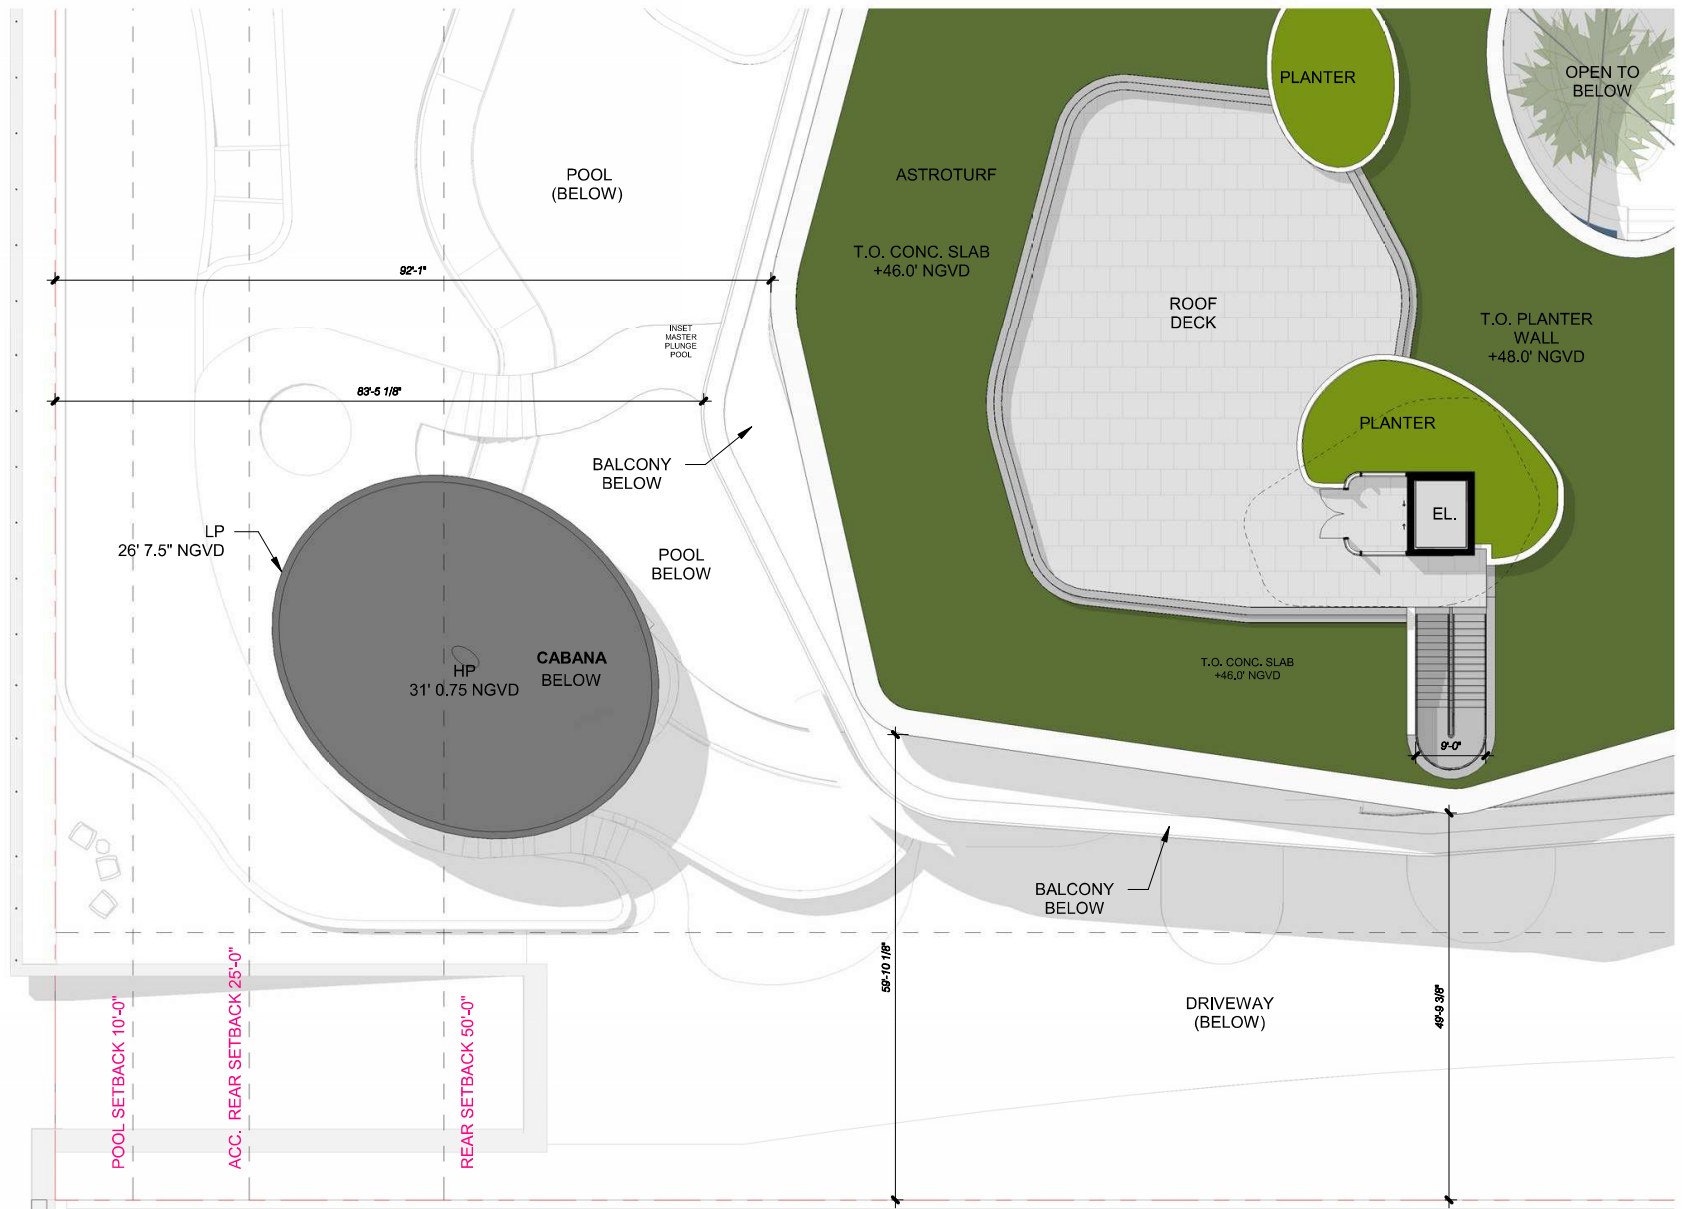 PLANTER
OPEN TO
BELOW
POOL
(BELOW)
ASTROTURF
T.O. CONC. SLAB
+46.0' NGVD
92'-1"
ROOF
DECK
T.O. PLANTER
WALL
+48.0' NGVD
INSET
MASTER
PLUNGE
POOL
83'-5 1/8"
PLANTER
BALCONY
BELOW
EL.
LP
26' 7.5" NGVD
POOL
BELOW
CABANA
BELOW
HP
31' 0.75 NGVD
T.O. CONC. SLAB
+46.0' NGVD
9'-0"
BALCONY
BELOW
59'-10 1/8"
49'-9 3/8"
DRIVEWAY
(BELOW)
POOL SETBACK 10'-0"
ACC. REAR SETBACK 25'-0"
REAR SETBACK 50'-0"